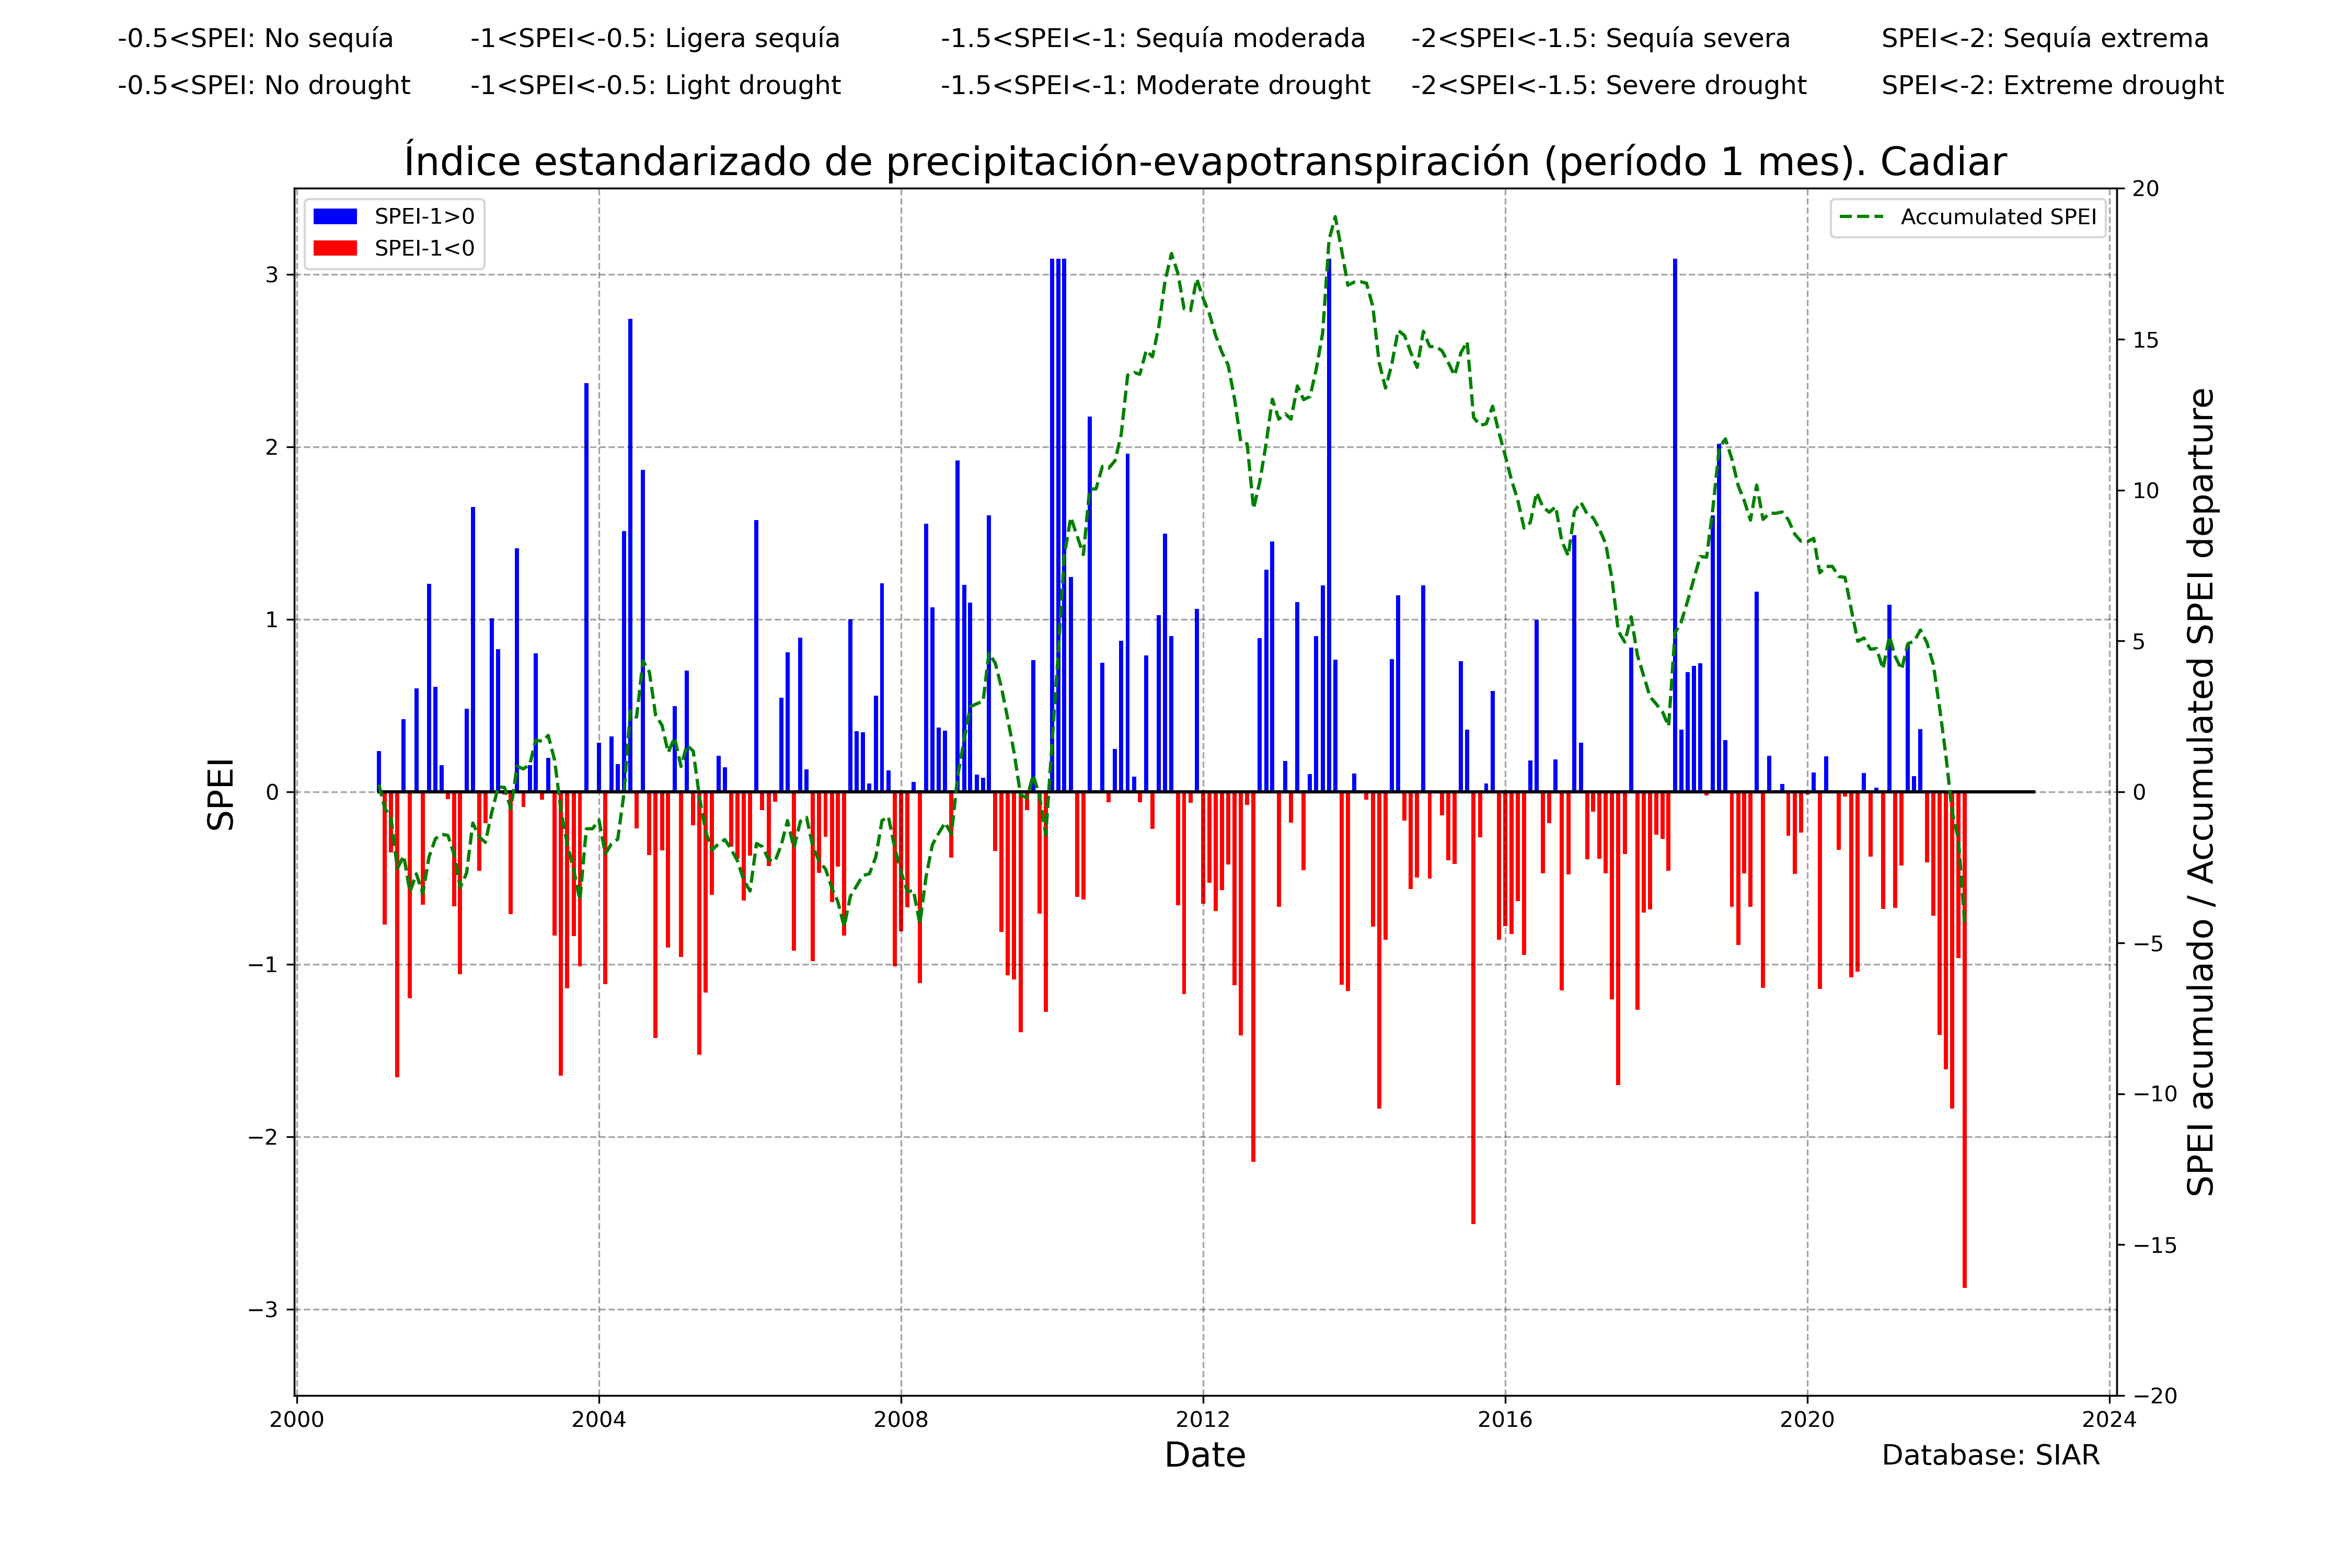 -0.5<SPEI: No sequía -1<SPEI<-0.5: Ligera sequía -1.5<SPEI<-1: Sequía moderada -2<SPEI<-1.5: Sequía severa SPEI<-2: Sequía extrema
-0.5<SPEI: No drought -1<SPEI<-0.5: Light drought -1.5<SPEI<-1: Moderate drought -2<SPEI<-1.5: Severe drought SPEI<-2: Extreme drought
Índice estandarizado de precipitación-evapotranspiración (período 1 mes). Cadiar
SPEI-1>0
SPEI-1<0
Accumulated SPEI
SPEI
3
2
1
0
−1
−2
−3
20
15
10
5
0
−5
−10
−15
−20
SPEI acumulado / Accumulated SPEI departure
2000 2004 2008 2012 2016 2020 2024
Date
Database: SIAR